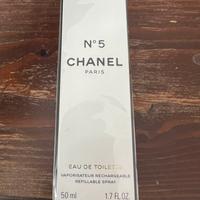 N°5
CHANEL
PARIS
EAU DE TOILETTE
VAPORISATEUR RECHARGEABLE
REFILLABLE SPRAY
50 ml 1.7 FL. OZ.